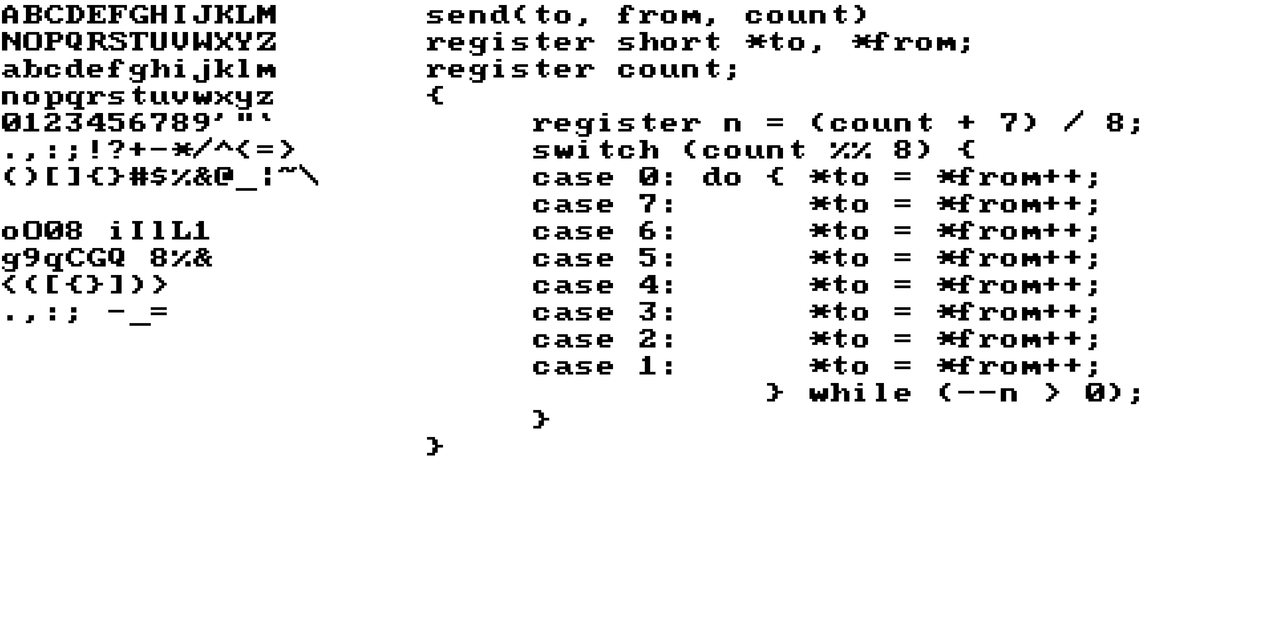 ABCDEFGHIJKLM
NOPQRSTUVWXYZ
abcdefghijklm
nopqrstuvwxyz
0123456789'"`
.,:;!?+-*/^<=>
()[]{}#$%&@_¦~\
oO08 iIlL1
g9qCGQ 8%&
<([{}])>
.,:; -_=
send(to, from, count)
register short *to, *from;
register count;
{
     register n = (count + 7) / 8;
     switch (count %% 8) {
     case 0: do { *to = *from++;
     case 7:      *to = *from++;
     case 6:      *to = *from++;
     case 5:      *to = *from++;
     case 4:      *to = *from++;
     case 3:      *to = *from++;
     case 2:      *to = *from++;
     case 1:      *to = *from++;
                } while (--n > 0);
     }
}